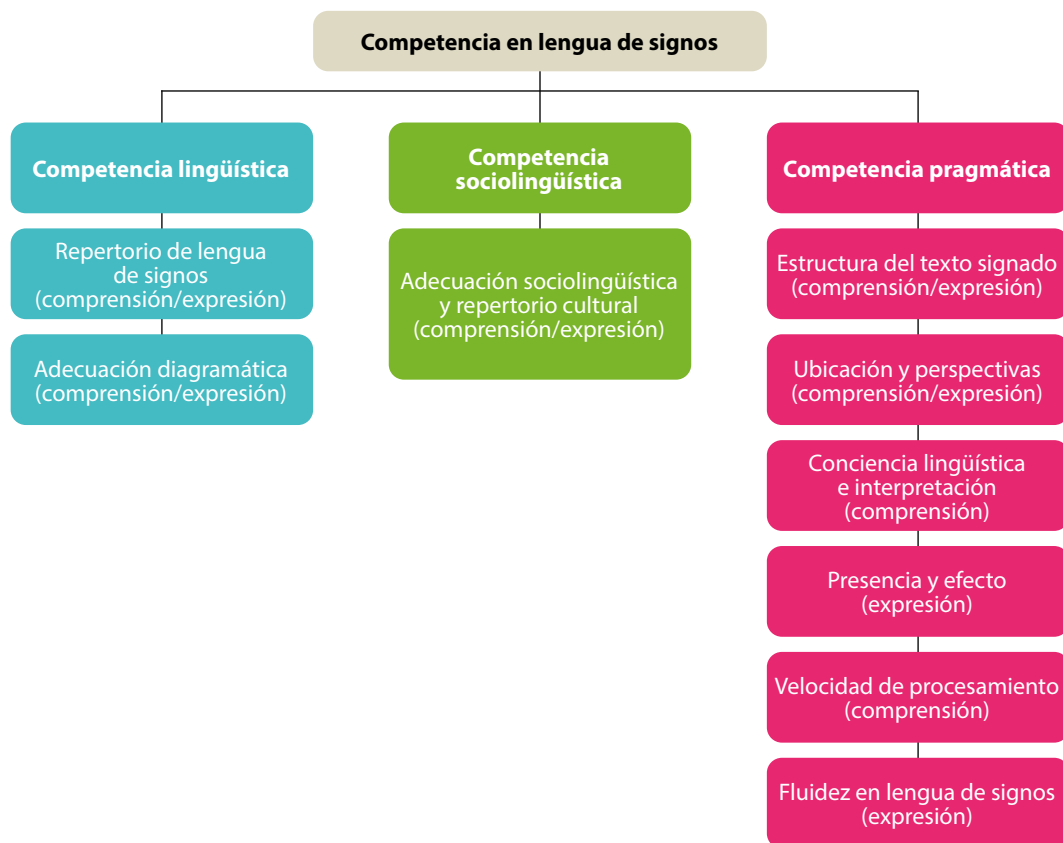 Competencia en lengua de signos
Competencia lingüística
Repertorio de lengua
de signos
(comprensión/expresión)
Adecuación diagramática
(comprensión/expresión)
Competencia
sociolingüística
Adecuación sociolingüística
y repertorio cultural
(comprensión/expresión)
Competencia pragmática
Estructura del texto signado
(comprensión/expresión)
Ubicación y perspectivas
(comprensión/expresión)
Conciencia lingüística
e interpretación
(comprensión)
Presencia y efecto
(expresión)
Velocidad de procesamiento
(comprensión)
Fluidez en lengua de signos
(expresión)